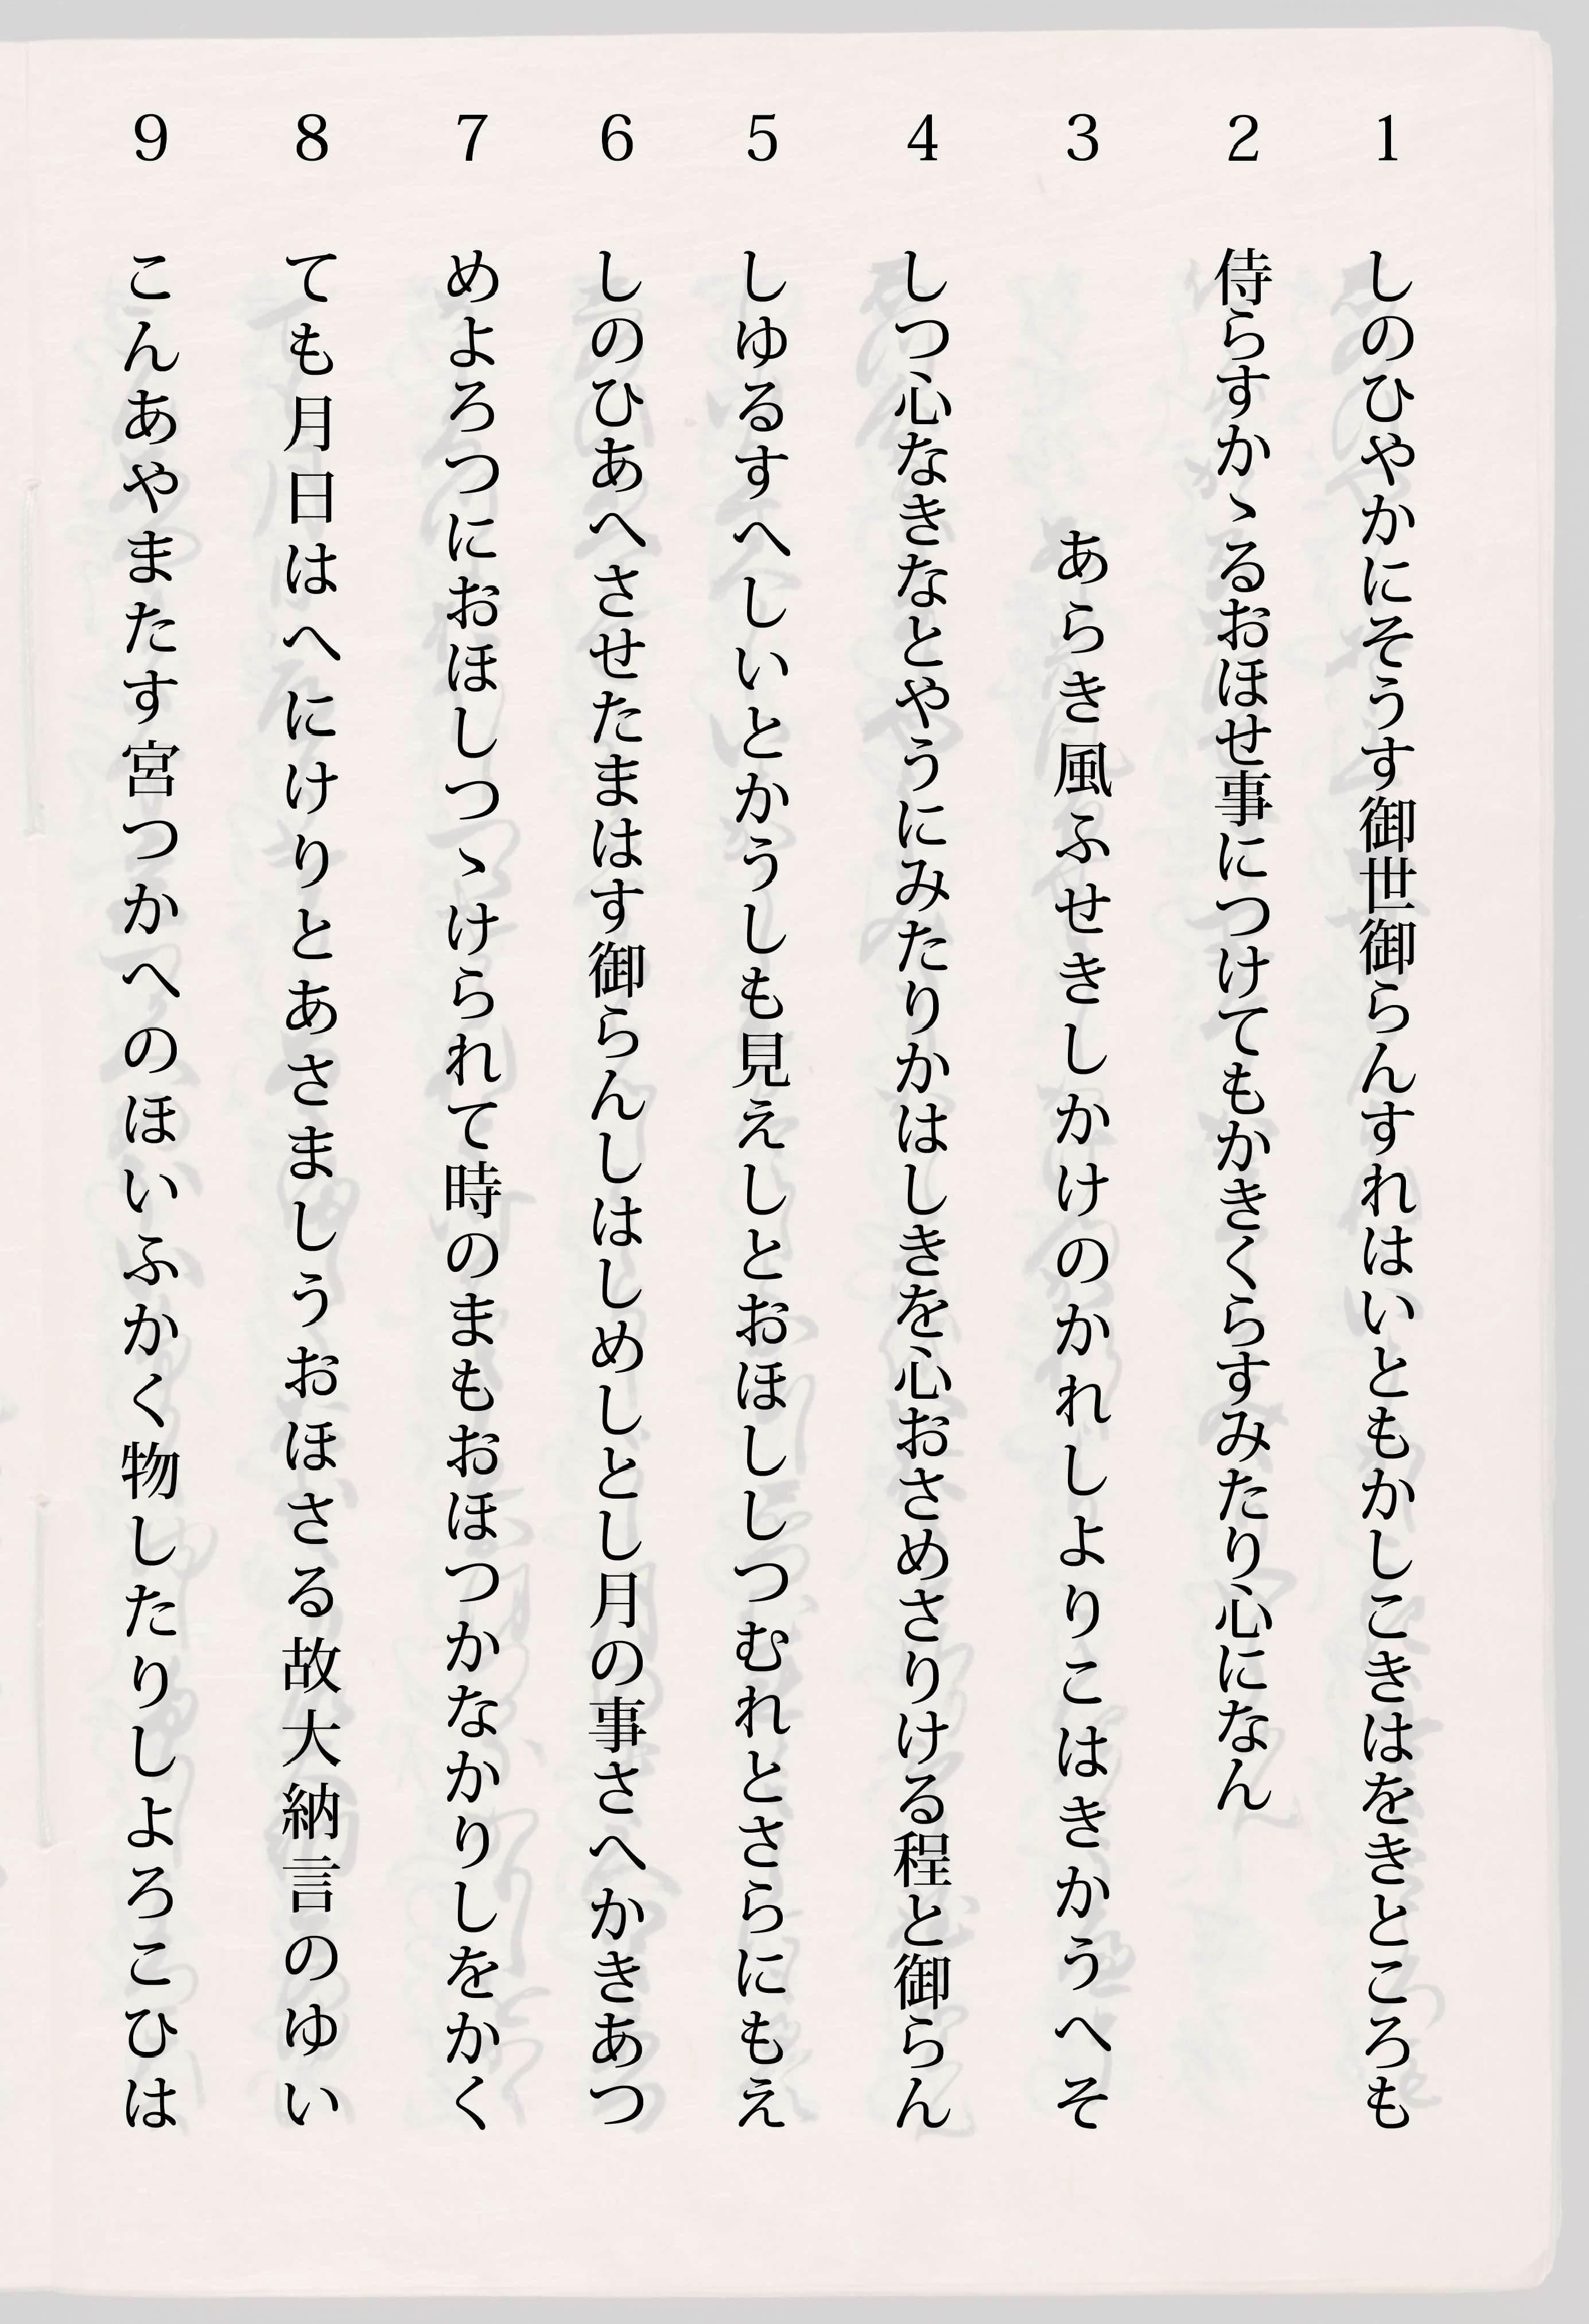 1 しのひやかにそうす御世御らんすれはいともかしこきはをきところも
2 侍らすかゝるおほせ事につけてもかきくらすみたり心になん
3 あらき風ふせきしかけのかれしよりこはきかうへそ
4 しつ心なきなとやうにみたりかはしきを心おさめさりける程と御らん
5 しゆるすへしいとかうしも見えしとおほししつむれとさらにもえ
6 しのひあへさせたまはす御らんしはしめしとし月の事さへかきあつ
7 めよろつにおほしつゝけられて時のまもおほつかなかりしをかく
8 ても月日はへにけりとあさましうおほさる故大納言のゆい
9 こんあやまたす宮つかへのほいふかく物したりしよろこひは